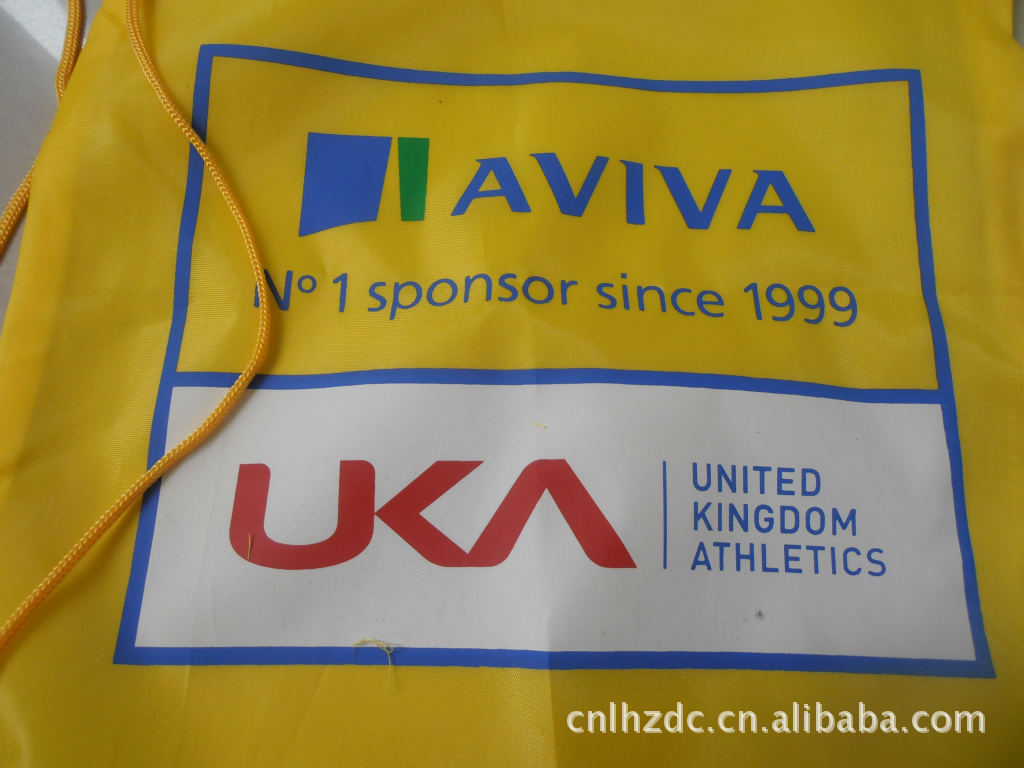 AVIVA
Nº 1 sponsor since 1999
UKA
UNITED
KINGDOM
ATHLETICS
cnlhzdc.cn.alibaba.com